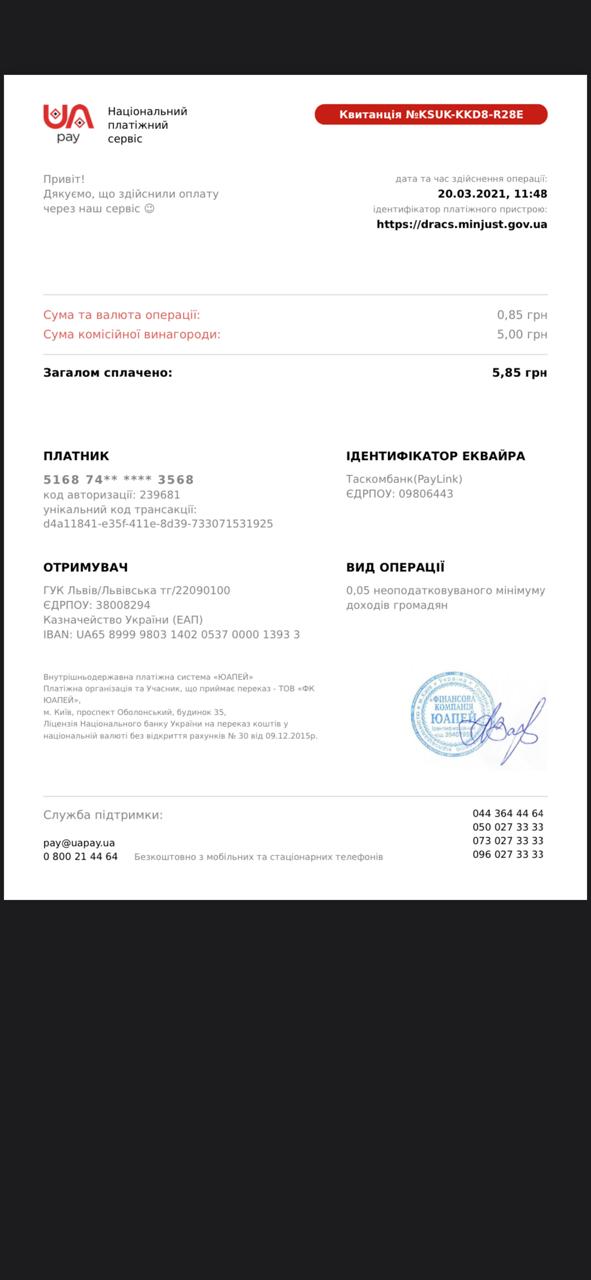 UA
pay
Національний
платіжний
сервіс
Квитанція №KSUK-KKD8-R28E
Привіт!
Дякуємо, що здійснили оплату
через наш сервіс ☺
дата та час здійснення операції:
20.03.2021, 11:48
ідентифікатор платіжного пристрою:
https://dracs.minjust.gov.ua
Сума та валюта операції: 0,85 грн
Сума комісійної винагороди: 5,00 грн
Загалом сплачено: 5,85 грн
ПЛАТНИК
5168 74** **** 3568
код авторизації: 239681
унікальний код трансакції:
d4a11841-e35f-411e-8d39-733071531925
ІДЕНТИФІКАТОР ЕКВАЙРА
Таскомбанк(PayLink)
ЄДРПОУ: 09806443
ОТРИМУВАЧ
ГУК Львів/Львівська тг/22090100
ЄДРПОУ: 38008294
Казначейство України (ЕАП)
IBAN: UA65 8999 9803 1402 0537 0000 1393 3
ВИД ОПЕРАЦІЇ
0,05 неоподатковуваного мінімуму
доходів громадян
Внутрішньодержавна платіжна система «ЮАПЕЙ»
Платіжна організація та Учасник, що приймає переказ - ТОВ «ФК
ЮАПЕЙ»,
м. Київ, проспект Оболонський, будинок 35,
Ліцензія Національного банку України на переказ коштів у
національній валюті без відкриття рахунків № 30 від 09.12.2015р.
«ФІНАНСОВА
КОМПАНІЯ
ЮАПЕЙ
Служба підтримки:
pay@uapay.ua
0 800 21 44 64 Безкоштовно з мобільних та стаціонарних телефонів
044 364 44 64
050 027 33 33
073 027 33 33
096 027 33 33